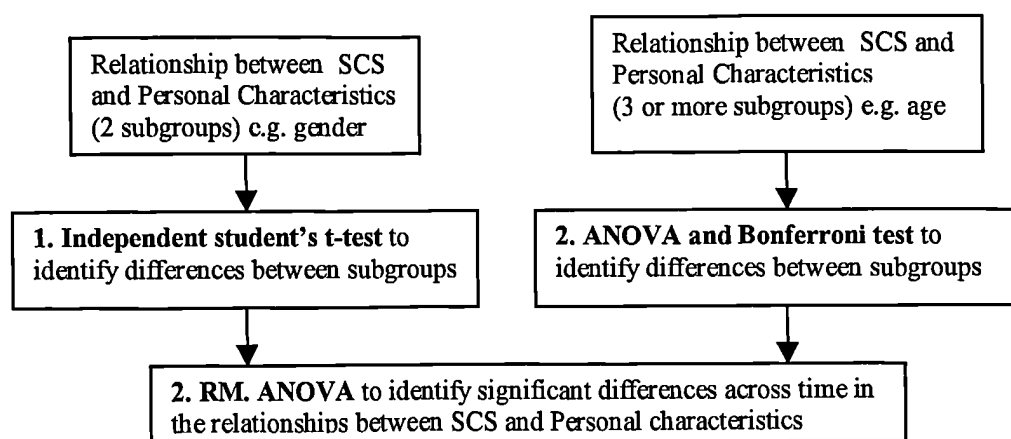 Relationship between SCS
and Personal Characteristics
(2 subgroups) c.g. gender
Relationship between SCS and
Personal Characteristics
(3 or more subgroups) e.g. age
1. Independent student's t-test to
identify differences between subgroups
2. ANOVA and Bonferroni test to
identify differences between subgroups
2. RM. ANOVA to identify significant differences across time in
the relationships between SCS and Personal characteristics